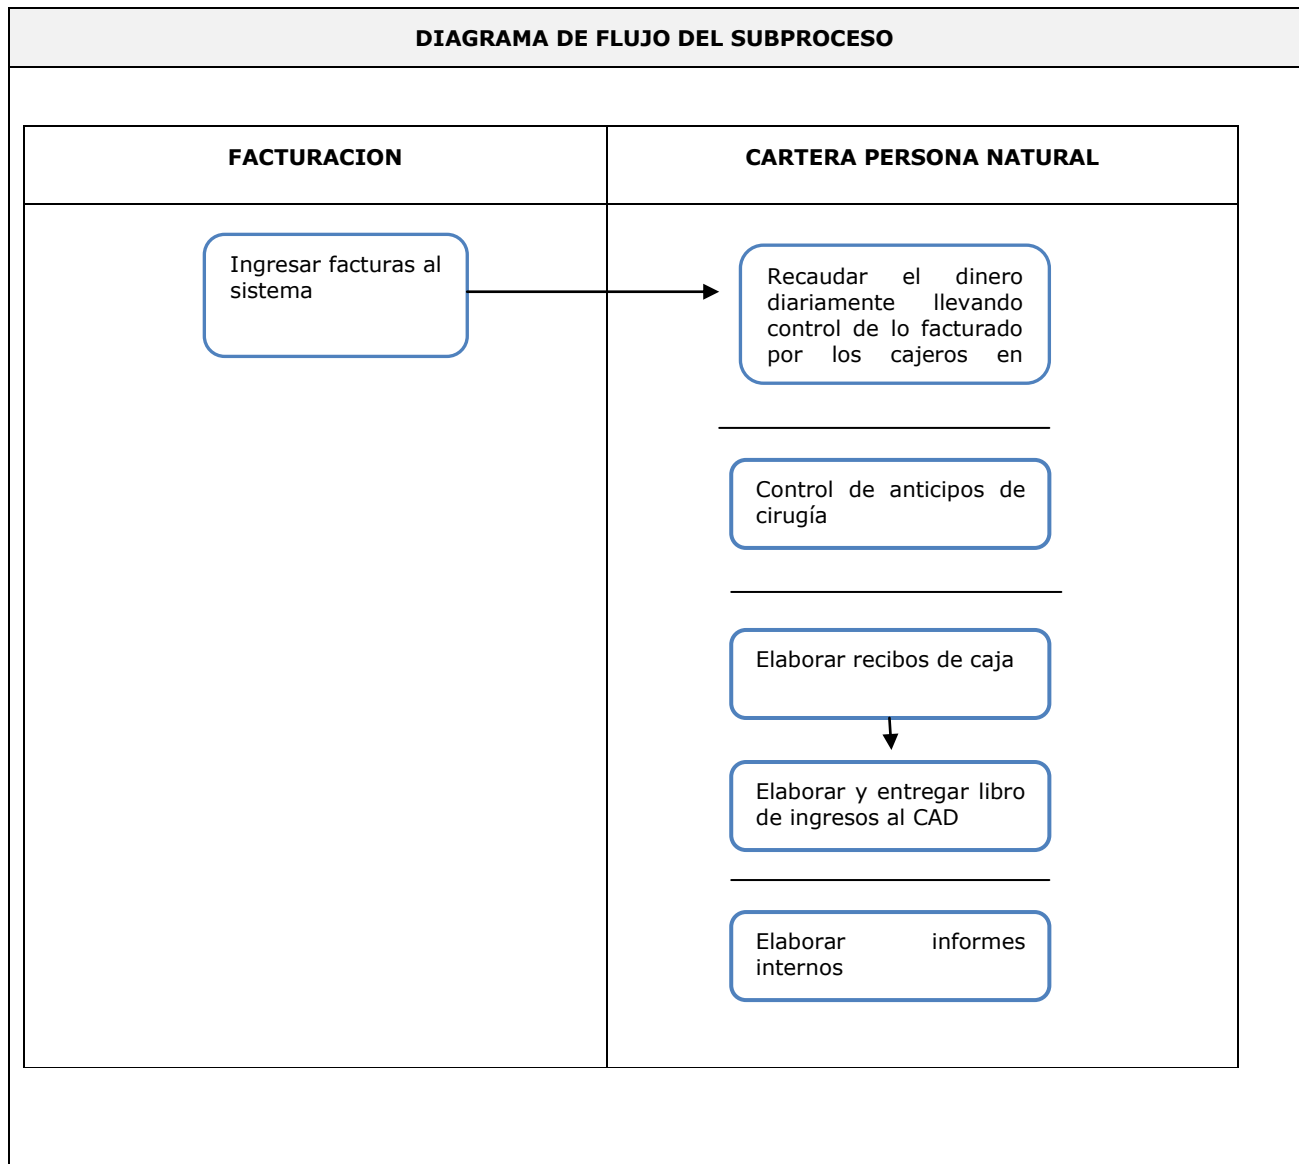 DIAGRAMA DE FLUJO DEL SUBPROCESO
FACTURACION
CARTERA PERSONA NATURAL
Ingresar facturas al
sistema
Recaudar el dinero
diariamente llevando
control de lo facturado
por los cajeros en
Control de anticipos de
cirugía
Elaborar recibos de caja
Elaborar y entregar libro
de ingresos al CAD
Elaborar informes
internos